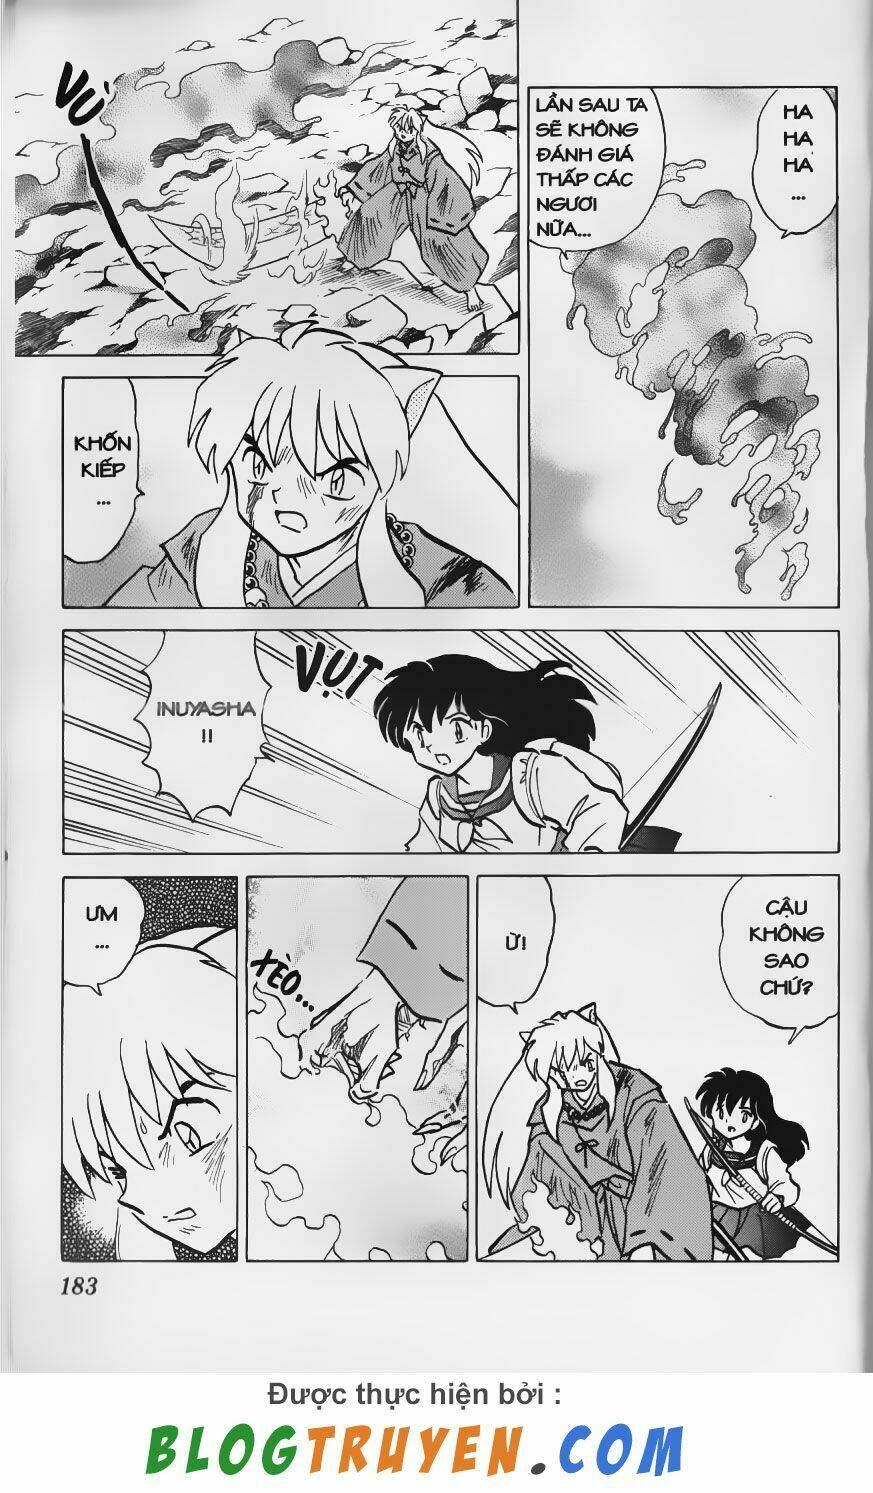 HA
HA
HA
...
LẦN SAU TA
SẼ KHÔNG
ĐÁNH GIÁ
THẤP CÁC
NGƯƠI
NỮA...
VÙ
KHỐN
KIẾP
...
VỤT
INUYASHA
!!
CẬU
KHÔNG
SAO
CHỨ?
Ừ!
XÈO...
ƯM
...
183
Được thực hiện bởi :
BLOGTRUYEN.COM